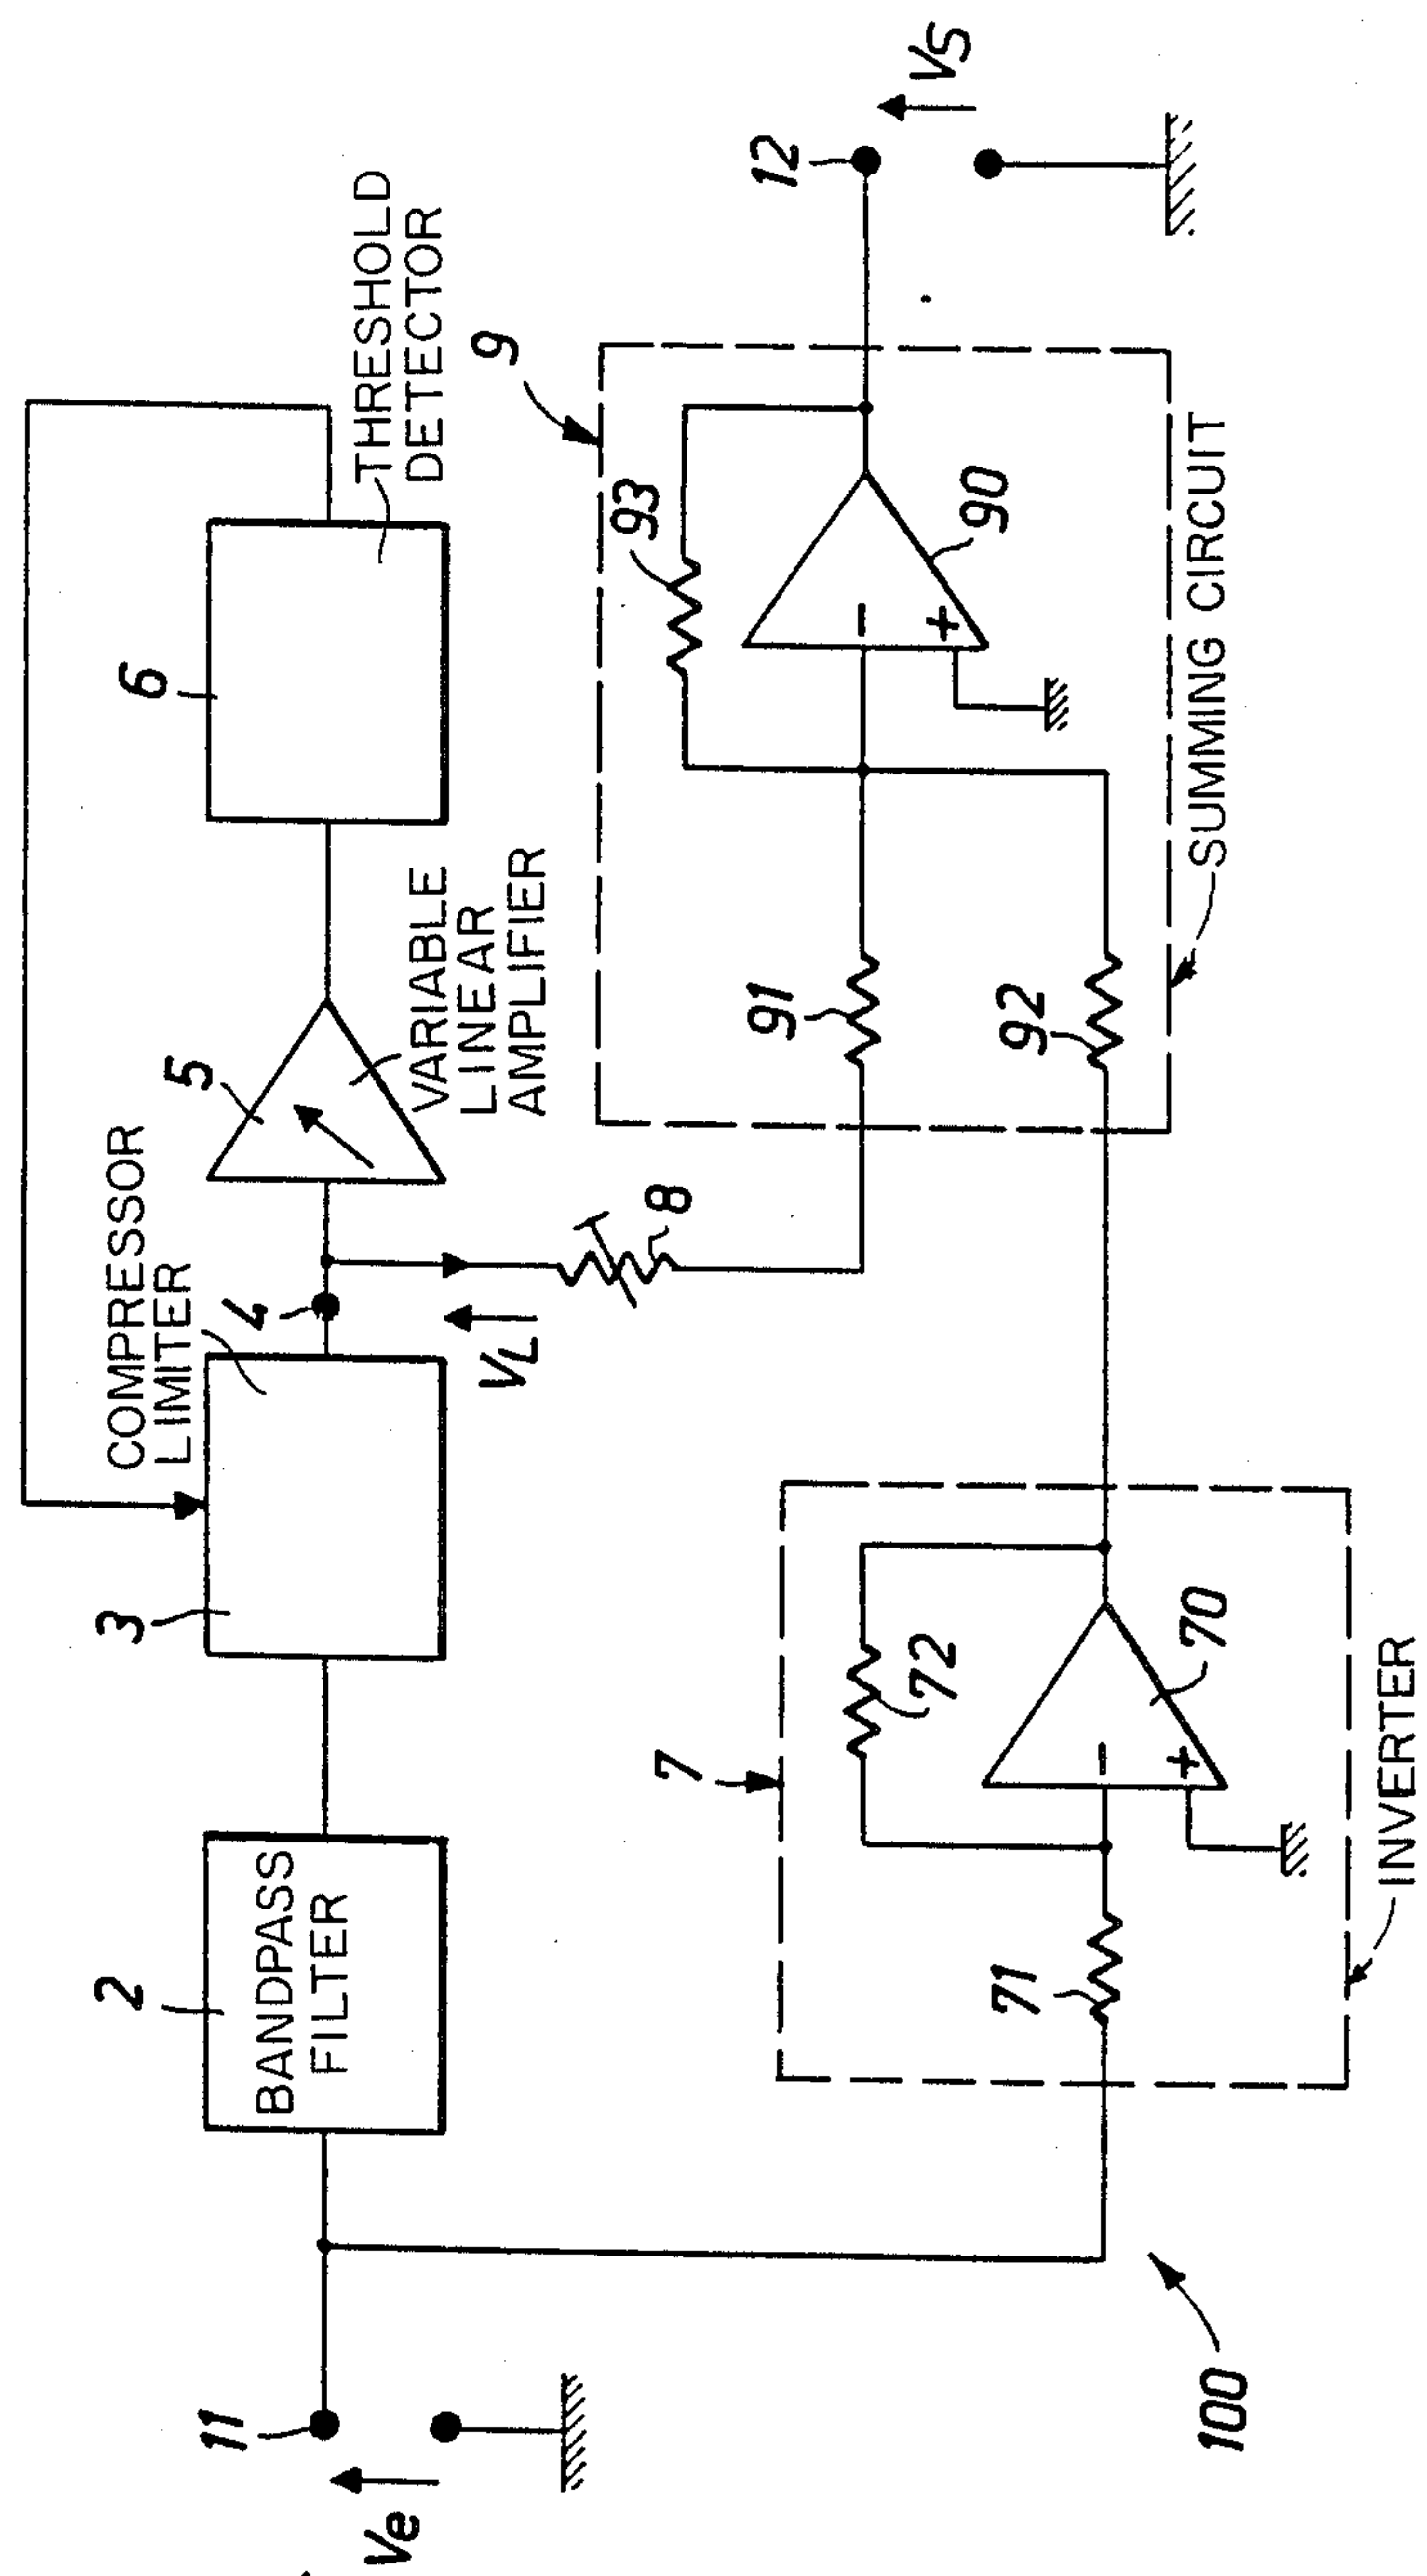 COMPRESSOR
LIMITER
THRESHOLD
DETECTOR
2
3
4
5
6
BANDPASS
FILTER
VARIABLE
LINEAR
AMPLIFIER
11
Ve
VL
8
9
93
91
90
92
12
VS
SUMMING CIRCUIT
7
72
71
70
INVERTER
100